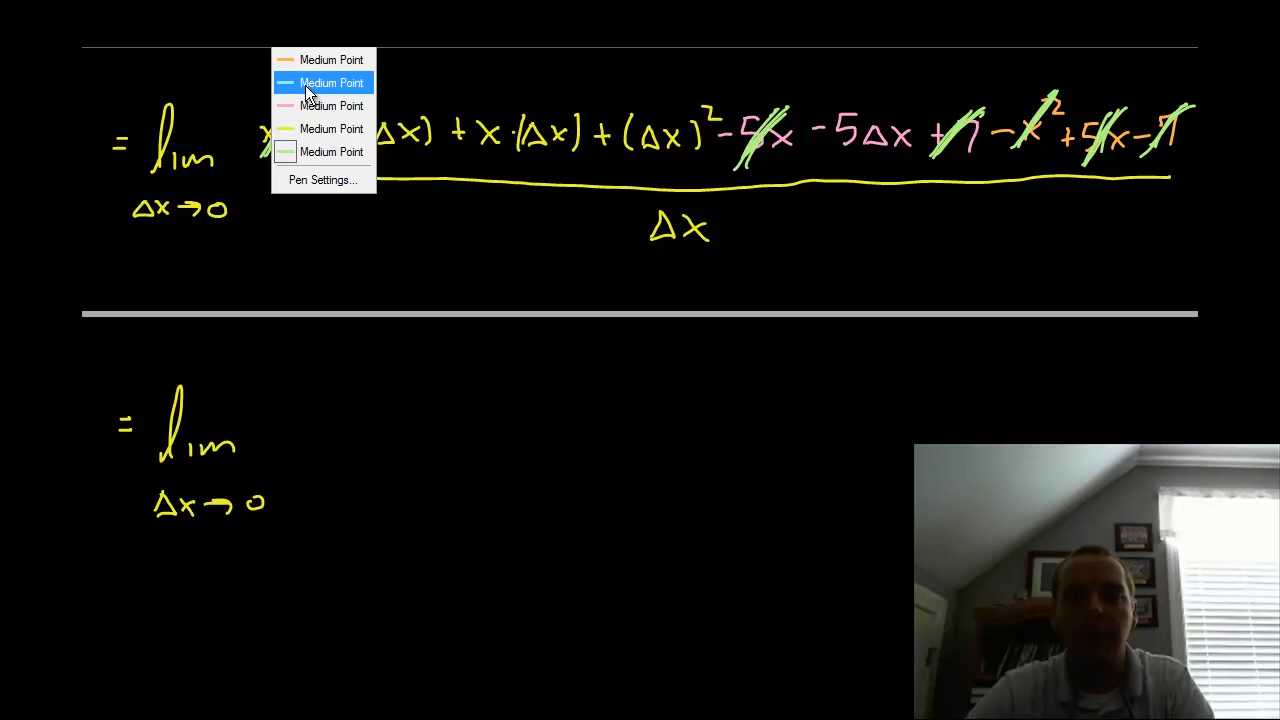 Medium Point
Medium Point
Medium Point
Medium Point
Medium Point
Pen Settings...
= lim Δx) + x·(Δx) + (Δx)² -5x -5Δx +7 -x² +5x -7
Δx→0
Δx
= lim
Δx→0